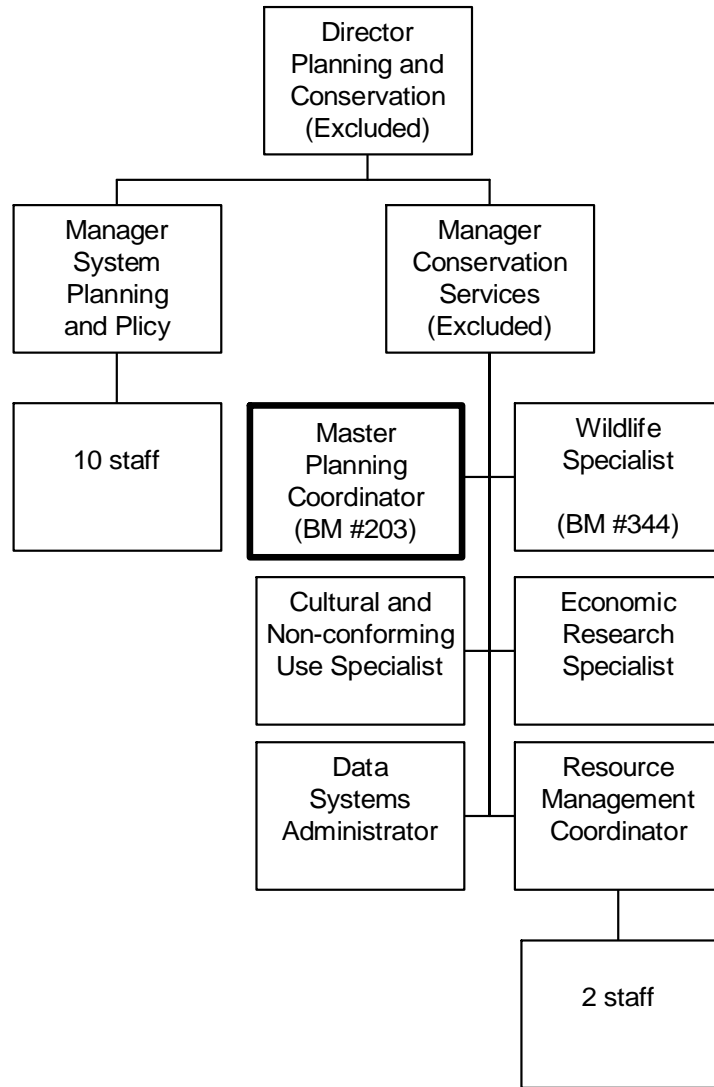 Director
Planning and
Conservation
(Excluded)
Manager
System
Planning
and Plicy
Manager
Conservation
Services
(Excluded)
10 staff
Master
Planning
Coordinator
(BM #203)
Wildlife
Specialist
(BM #344)
Cultural and
Non-conforming
Use Specialist
Economic
Research
Specialist
Data
Systems
Administrator
Resource
Management
Coordinator
2 staff